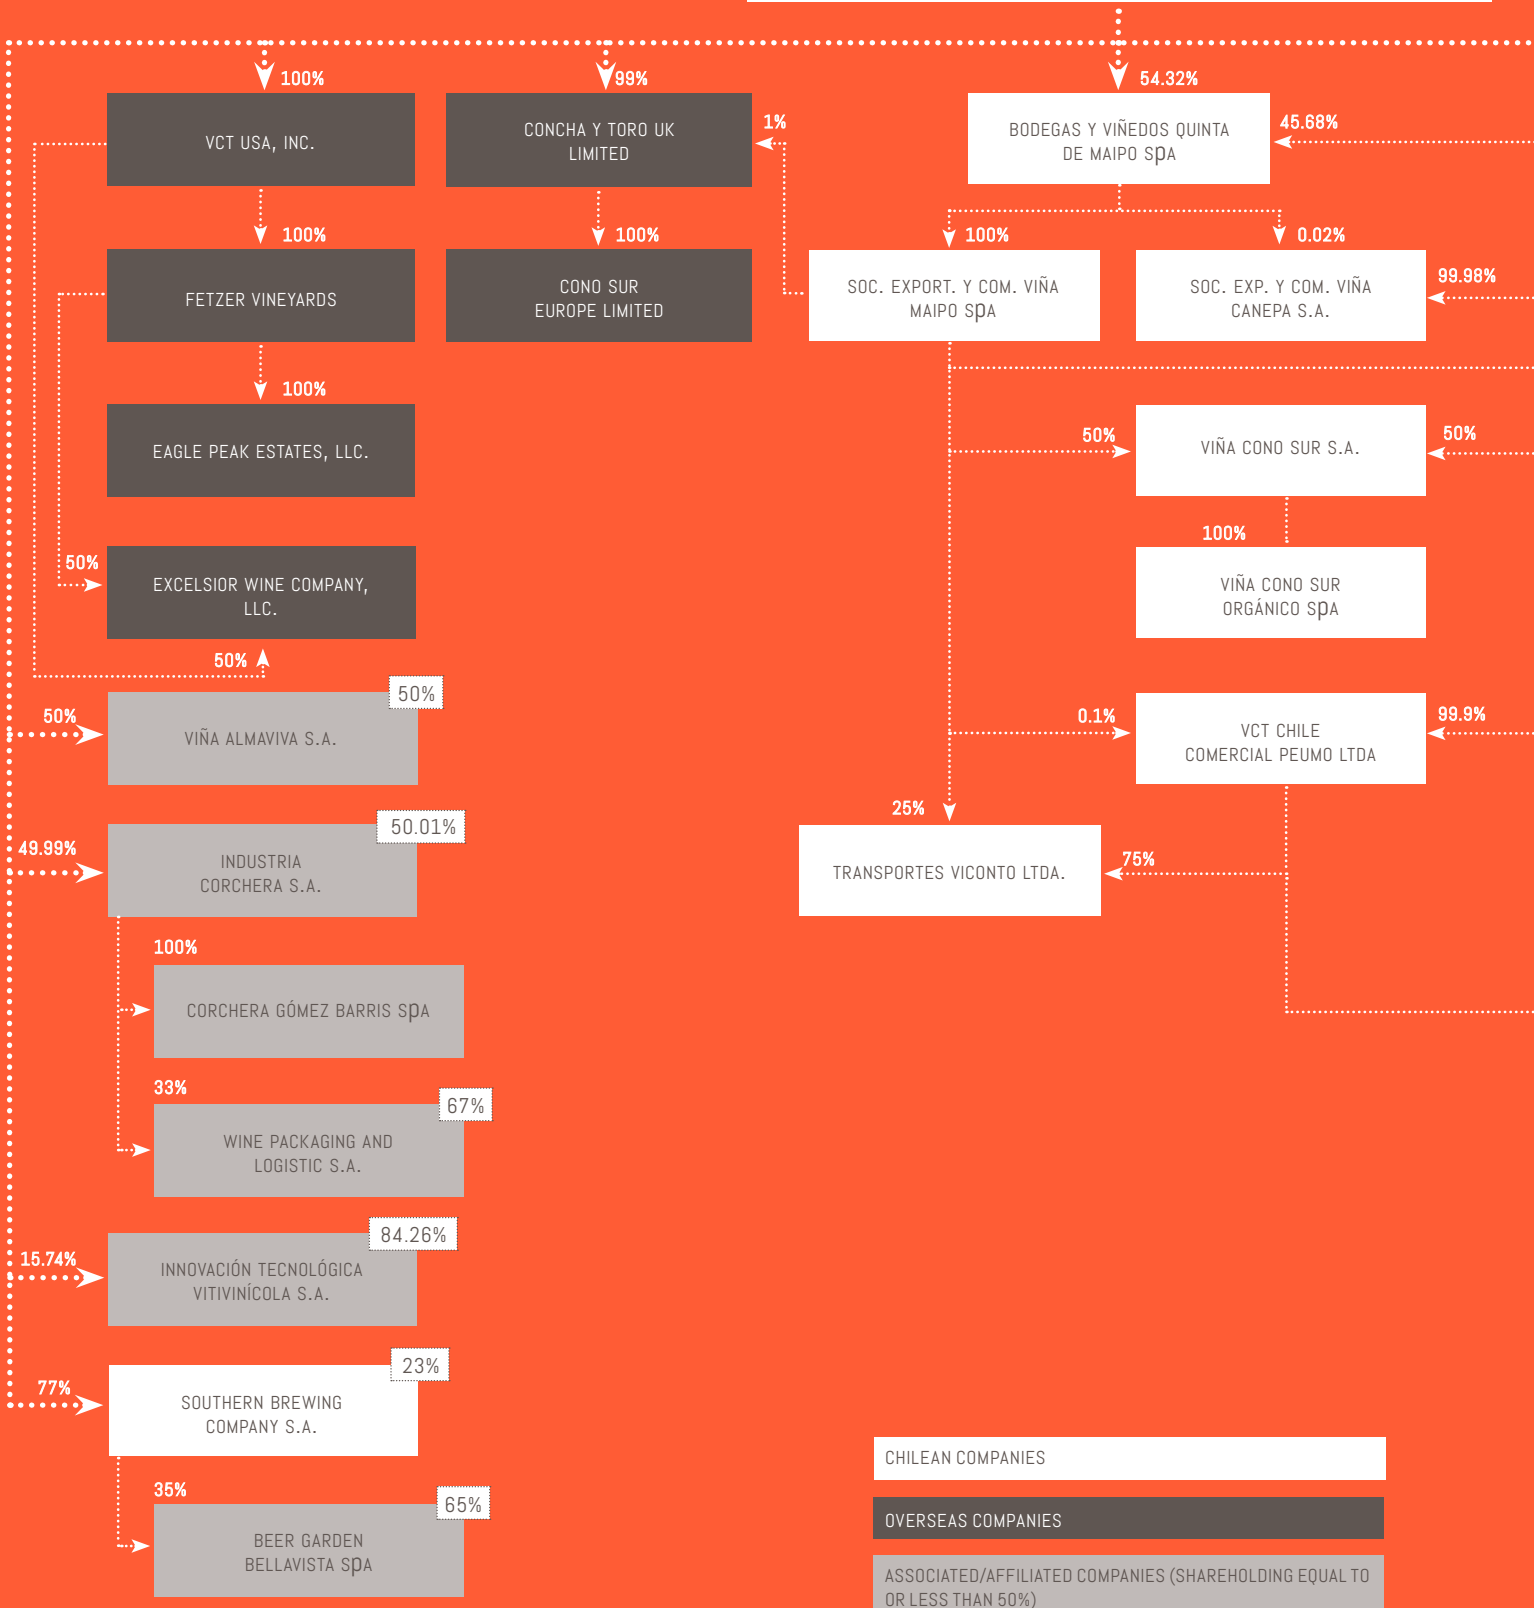 100%
99%
54.32%
VCT USA, INC.
CONCHA Y TORO UK
LIMITED
1%
BODEGAS Y VIÑEDOS QUINTA
DE MAIPO SpA
45.68%
100%
100%
100%
0.02%
FETZER VINEYARDS
CONO SUR
EUROPE LIMITED
SOC. EXPORT. Y COM. VIÑA
MAIPO SpA
SOC. EXP. Y COM. VIÑA
CANEPA S.A.
99.98%
100%
EAGLE PEAK ESTATES, LLC.
50%
VIÑA CONO SUR S.A.
50%
100%
VIÑA CONO SUR
ORGÁNICO SpA
50%
EXCELSIOR WINE COMPANY,
LLC.
50%
50%
50%
VIÑA ALMAVIVA S.A.
0.1%
VCT CHILE
COMERCIAL PEUMO LTDA
99.9%
25%
TRANSPORTES VICONTO LTDA.
75%
50.01%
49.99%
INDUSTRIA
CORCHERA S.A.
100%
CORCHERA GÓMEZ BARRIS SpA
33%
67%
WINE PACKAGING AND
LOGISTIC S.A.
84.26%
15.74%
INNOVACIÓN TECNOLÓGICA
VITIVINÍCOLA S.A.
23%
77%
SOUTHERN BREWING
COMPANY S.A.
35%
65%
BEER GARDEN
BELLAVISTA SpA
CHILEAN COMPANIES
OVERSEAS COMPANIES
ASSOCIATED/AFFILIATED COMPANIES (SHAREHOLDING EQUAL TO
OR LESS THAN 50%)